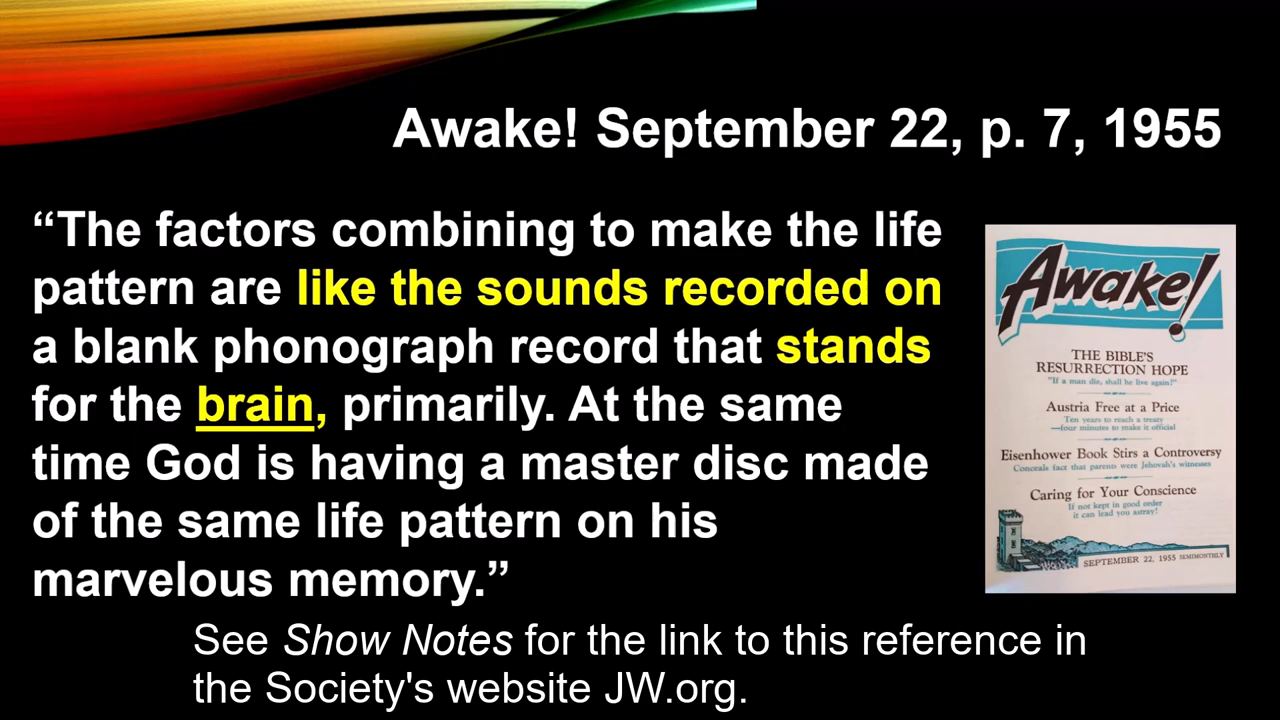 Awake! September 22, p. 7, 1955
“The factors combining to make the life
pattern are like the sounds recorded on
a blank phonograph record that stands
for the brain, primarily. At the same
time God is having a master disc made
of the same life pattern on his
marvelous memory.”
Awake!
THE BIBLE'S
RESURRECTION HOPE
"If a man die, shall he live again?"
Austria Free at a Price
Ten years to reach a treaty
—four minutes to make it official
Eisenhower Book Stirs a Controversy
Conceals fact that parents were Jehovah's witnesses
Caring for Your Conscience
If not kept in good order
it can lead you astray!
SEPTEMBER 22, 1955 SEMIMONTHLY
See Show Notes for the link to this reference in
the Society's website JW.org.